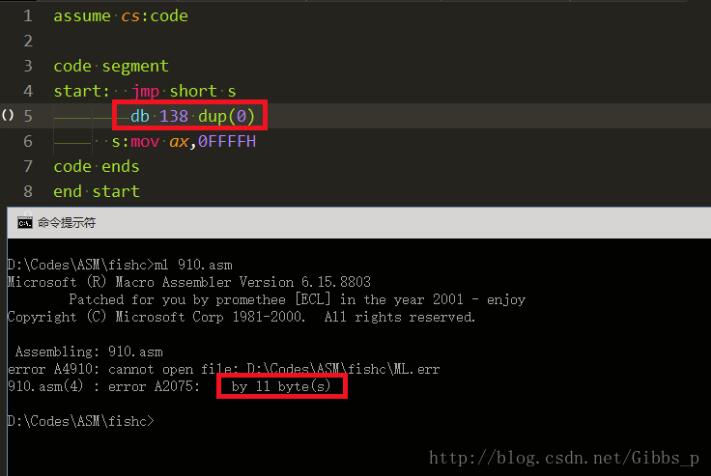 1 assume cs:code
2
3 code segment
4 start: jmp short s
() 5 db 138 dup(0)
6 s:mov ax,0FFFFH
7 code ends
8 end start
命令提示符
D:\Codes\ASM\fishc>ml 910.asm
Microsoft (R) Macro Assembler Version 6.15.8803
Patched for you by promethee [ECL] in the year 2001 - enjoy
Copyright (C) Microsoft Corp 1981-2000.  All rights reserved.
Assembling: 910.asm
error A4910: cannot open file: D:\Codes\ASM\fishc\ML.err
910.asm(4) : error A2075:   by 11 byte(s)
D:\Codes\ASM\fishc>
http://blog.csdn.net/Gibbs_p